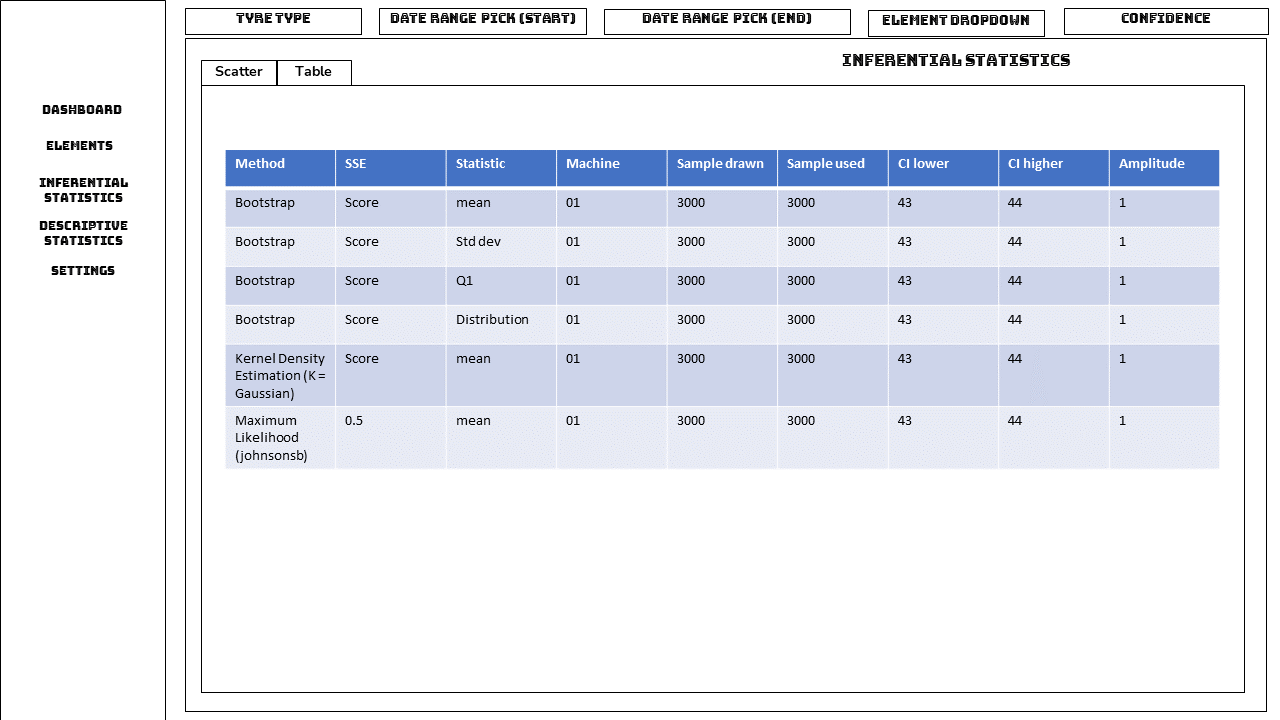 TYRE TYPE
DATE RANGE PICK (START)
DATE RANGE PICK (END)
ELEMENT DROPDOWN
CONFIDENCE
DASHBOARD
ELEMENTS
INFERENTIAL
STATISTICS
DESCRIPTIVE
STATISTICS
SETTINGS
INFERENTIAL STATISTICS
Scatter Table
Method SSE Statistic Machine Sample drawn Sample used CI lower CI higher Amplitude
Bootstrap Score mean 01 3000 3000 43 44 1
Bootstrap Score Std dev 01 3000 3000 43 44 1
Bootstrap Score Q1 01 3000 3000 43 44 1
Bootstrap Score Distribution 01 3000 3000 43 44 1
Kernel Density Score mean 01 3000 3000 43 44 1
Estimation (K =
Gaussian)
Maximum 0.5 mean 01 3000 3000 43 44 1
Likelihood
(johnsonsb)